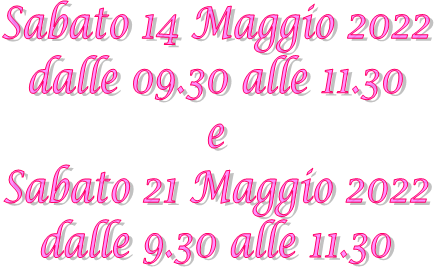 Sabato 14 Maggio 2022
dalle 09.30 alle 11.30
e
Sabato 21 Maggio 2022
dalle 9.30 alle 11.30